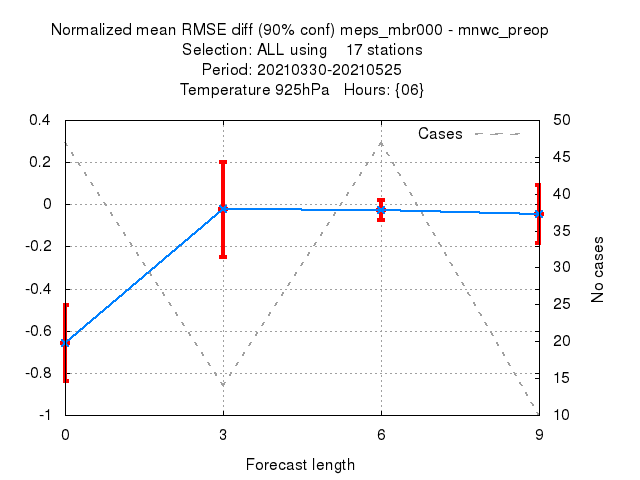 Normalized mean RMSE diff (90% conf) meps_mbr000 - mnwc_preop
Selection: ALL using 17 stations
Period: 20210330-20210525
Temperature 925hPa Hours: {06}
Cases
0.4
0.2
0
-0.2
-0.4
-0.6
-0.8
-1
50
45
40
35
30
25
20
15
10
No cases
0 3 6 9
Forecast length